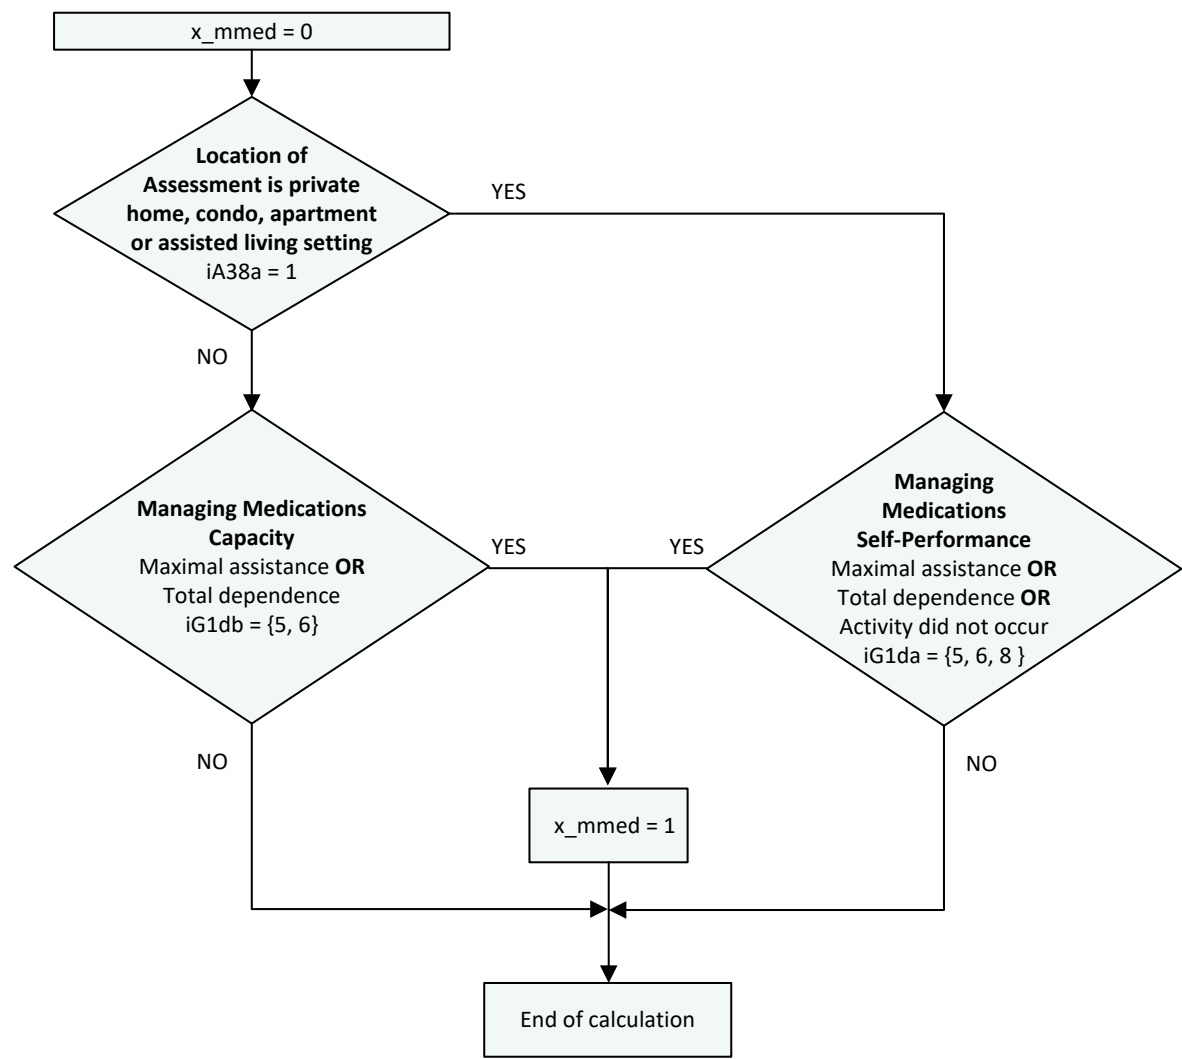 x_mmed = 0
Location of
Assessment is private
home, condo, apartment
or assisted living setting
iA38a = 1
YES
NO
Managing Medications
Capacity
Maximal assistance OR
Total dependence
iG1db = {5, 6}
YES
YES
Managing
Medications
Self-Performance
Maximal assistance OR
Total dependence OR
Activity did not occur
iG1da = {5, 6, 8 }
NO
NO
x_mmed = 1
End of calculation